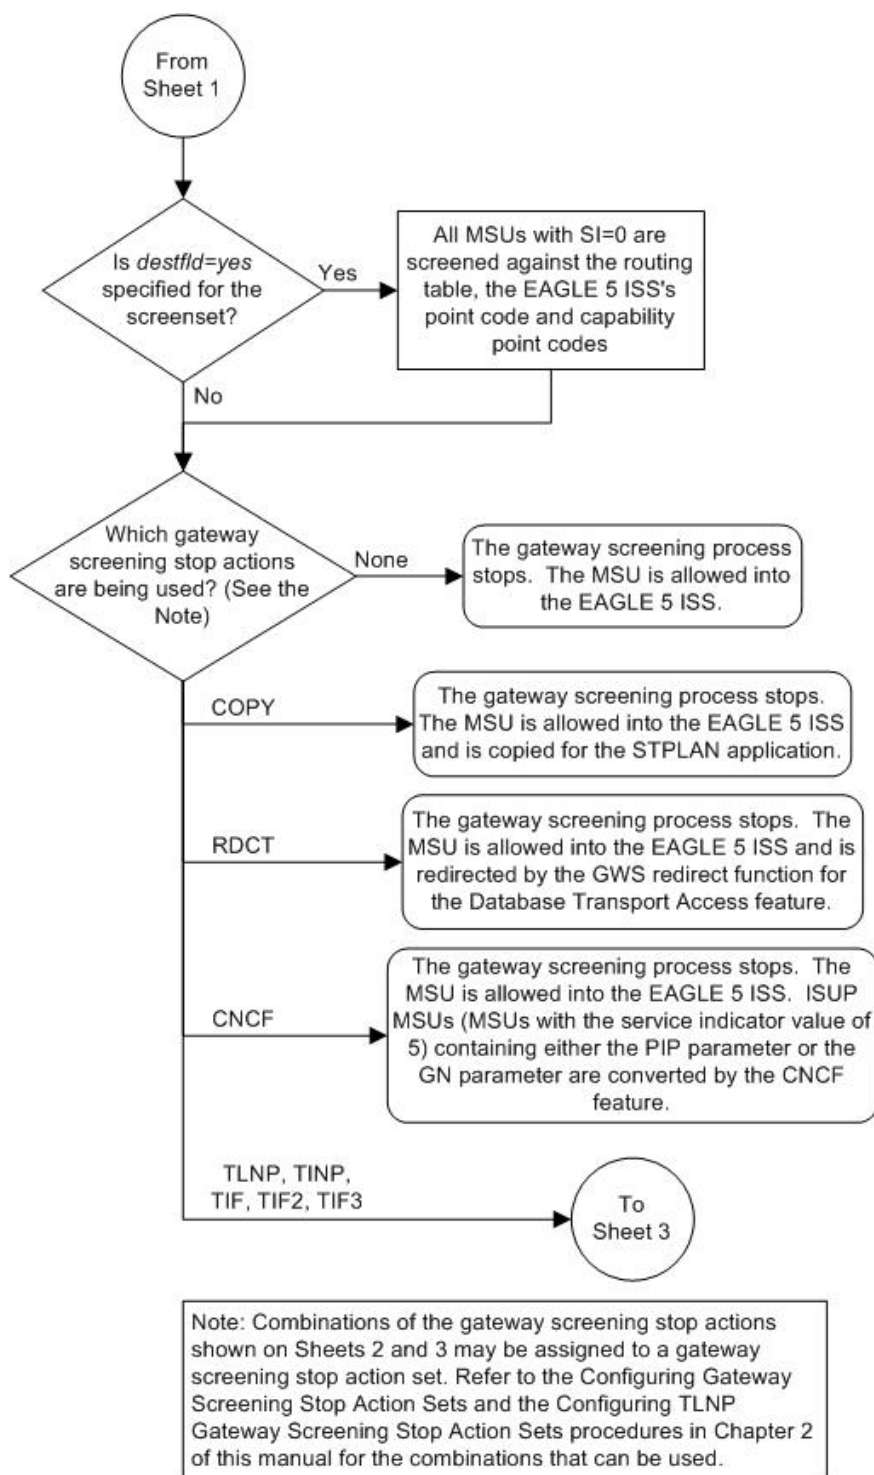 From
Sheet 1
Is destfld=yes
specified for the
screenset?
Yes
All MSUs with SI=0 are
screened against the routing
table, the EAGLE 5 ISS's
point code and capability
point codes
No
Which gateway
screening stop actions
are being used? (See the
Note)
None
The gateway screening process
stops. The MSU is allowed into
the EAGLE 5 ISS.
COPY
The gateway screening process stops.
The MSU is allowed into the EAGLE 5 ISS
and is copied for the STPLAN application.
RDCT
The gateway screening process stops. The
MSU is allowed into the EAGLE 5 ISS and is
redirected by the GWS redirect function for
the Database Transport Access feature.
CNCF
The gateway screening process stops. The
MSU is allowed into the EAGLE 5 ISS. ISUP
MSUs (MSUs with the service indicator value of
5) containing either the PIP parameter or the
GN parameter are converted by the CNCF
feature.
TLNP, TINP,
TIF, TIF2, TIF3
To
Sheet 3
Note: Combinations of the gateway screening stop actions
shown on Sheets 2 and 3 may be assigned to a gateway
screening stop action set. Refer to the Configuring Gateway
Screening Stop Action Sets and the Configuring TLNP
Gateway Screening Stop Action Sets procedures in Chapter 2
of this manual for the combinations that can be used.